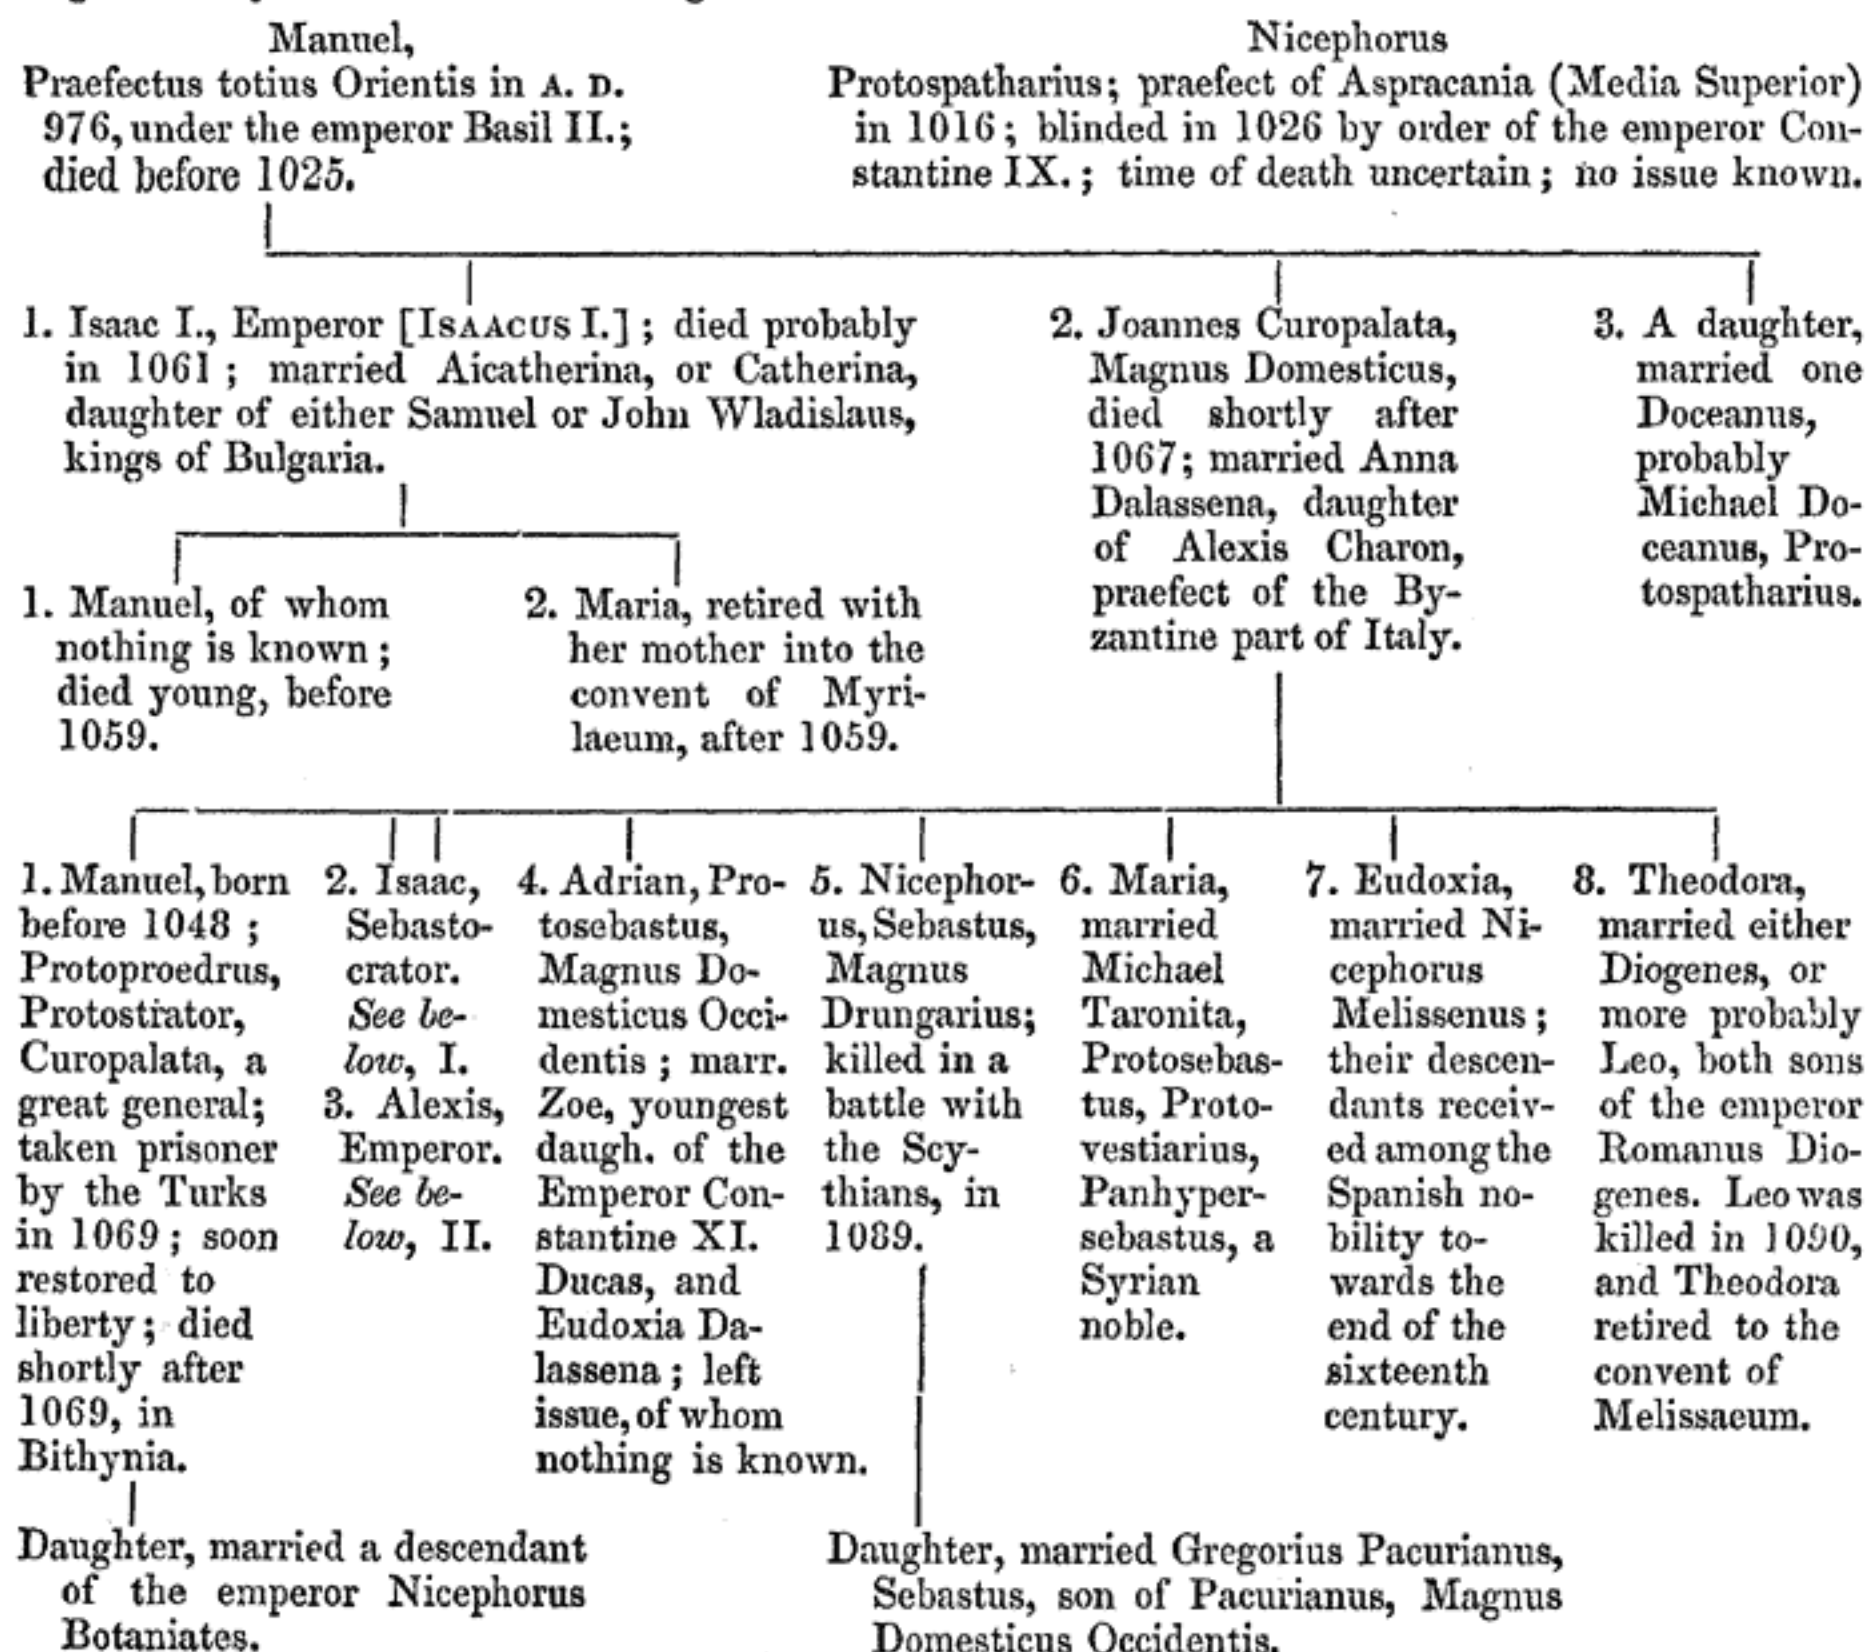 Manuel,
Praefectus totius Orientis in A. D.
976, under the emperor Basil II.;
died before 1025.
Nicephorus
Protospatharius; praefect of Aspracania (Media Superior)
in 1016; blinded in 1026 by order of the emperor Con-
stantine IX.; time of death uncertain; no issue known.
1. Isaac I., Emperor [ISAACUS I.]; died probably
in 1061; married Aicatherina, or Catherina,
daughter of either Samuel or John Wladislaus,
kings of Bulgaria.
2. Joannes Curopalata,
Magnus Domesticus,
died shortly after
1067; married Anna
Dalassena, daughter
of Alexis Charon,
praefect of the By-
zantine part of Italy.
3. A daughter,
married one
Doceanus,
probably
Michael Do-
ceanus, Pro-
tospatharius.
1. Manuel, of whom
nothing is known;
died young, before
1059.
2. Maria, retired with
her mother into the
convent of Myri-
laeum, after 1059.
1. Manuel, born
before 1048;
Protoproedrus,
Protostrator,
Curopalata, a
great general;
taken prisoner
by the Turks
in 1069; soon
restored to
liberty; died
shortly after
1069, in
Bithynia.
2. Isaac,
Sebasto-
crator.
See be-
low, I.
3. Alexis,
Emperor.
See be-
low, II.
4. Adrian, Pro-
tosebastus,
Magnus Do-
mesticus Occi-
dentis; marr.
Zoe, youngest
daugh. of the
Emperor Con-
stantine XI.
Ducas, and
Eudoxia Da-
lassena; left
issue, of whom
nothing is known.
5. Nicephor-
us, Sebastus,
Magnus
Drungarius;
killed in a
battle with
the Scy-
thians, in
1089.
6. Maria,
married
Michael
Taronita,
Protosebas-
tus, Proto-
vestiarius,
Panhyper-
sebastus, a
Syrian
noble.
7. Eudoxia,
married Ni-
cephorus
Melissenus;
their descen-
dants receiv-
ed among the
Spanish no-
bility to-
wards the
end of the
sixteenth
century.
8. Theodora,
married either
Diogenes, or
more probably
Leo, both sons
of the emperor
Romanus Dio-
genes. Leo was
killed in 1090,
and Theodora
retired to the
convent of
Melissaeum.
Daughter, married a descendant
of the emperor Nicephorus
Botaniates.
Daughter, married Gregorius Pacurianus,
Sebastus, son of Pacurianus, Magnus
Domesticus Occidentis.